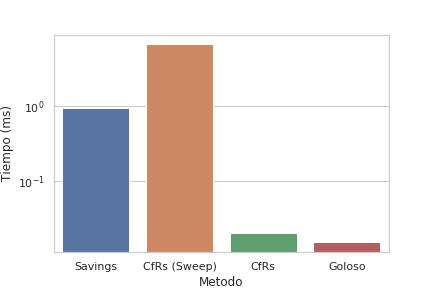 Tiempo (ms)
10⁰
10⁻¹
Savings
CfRs (Sweep)
CfRs
Goloso
Metodo